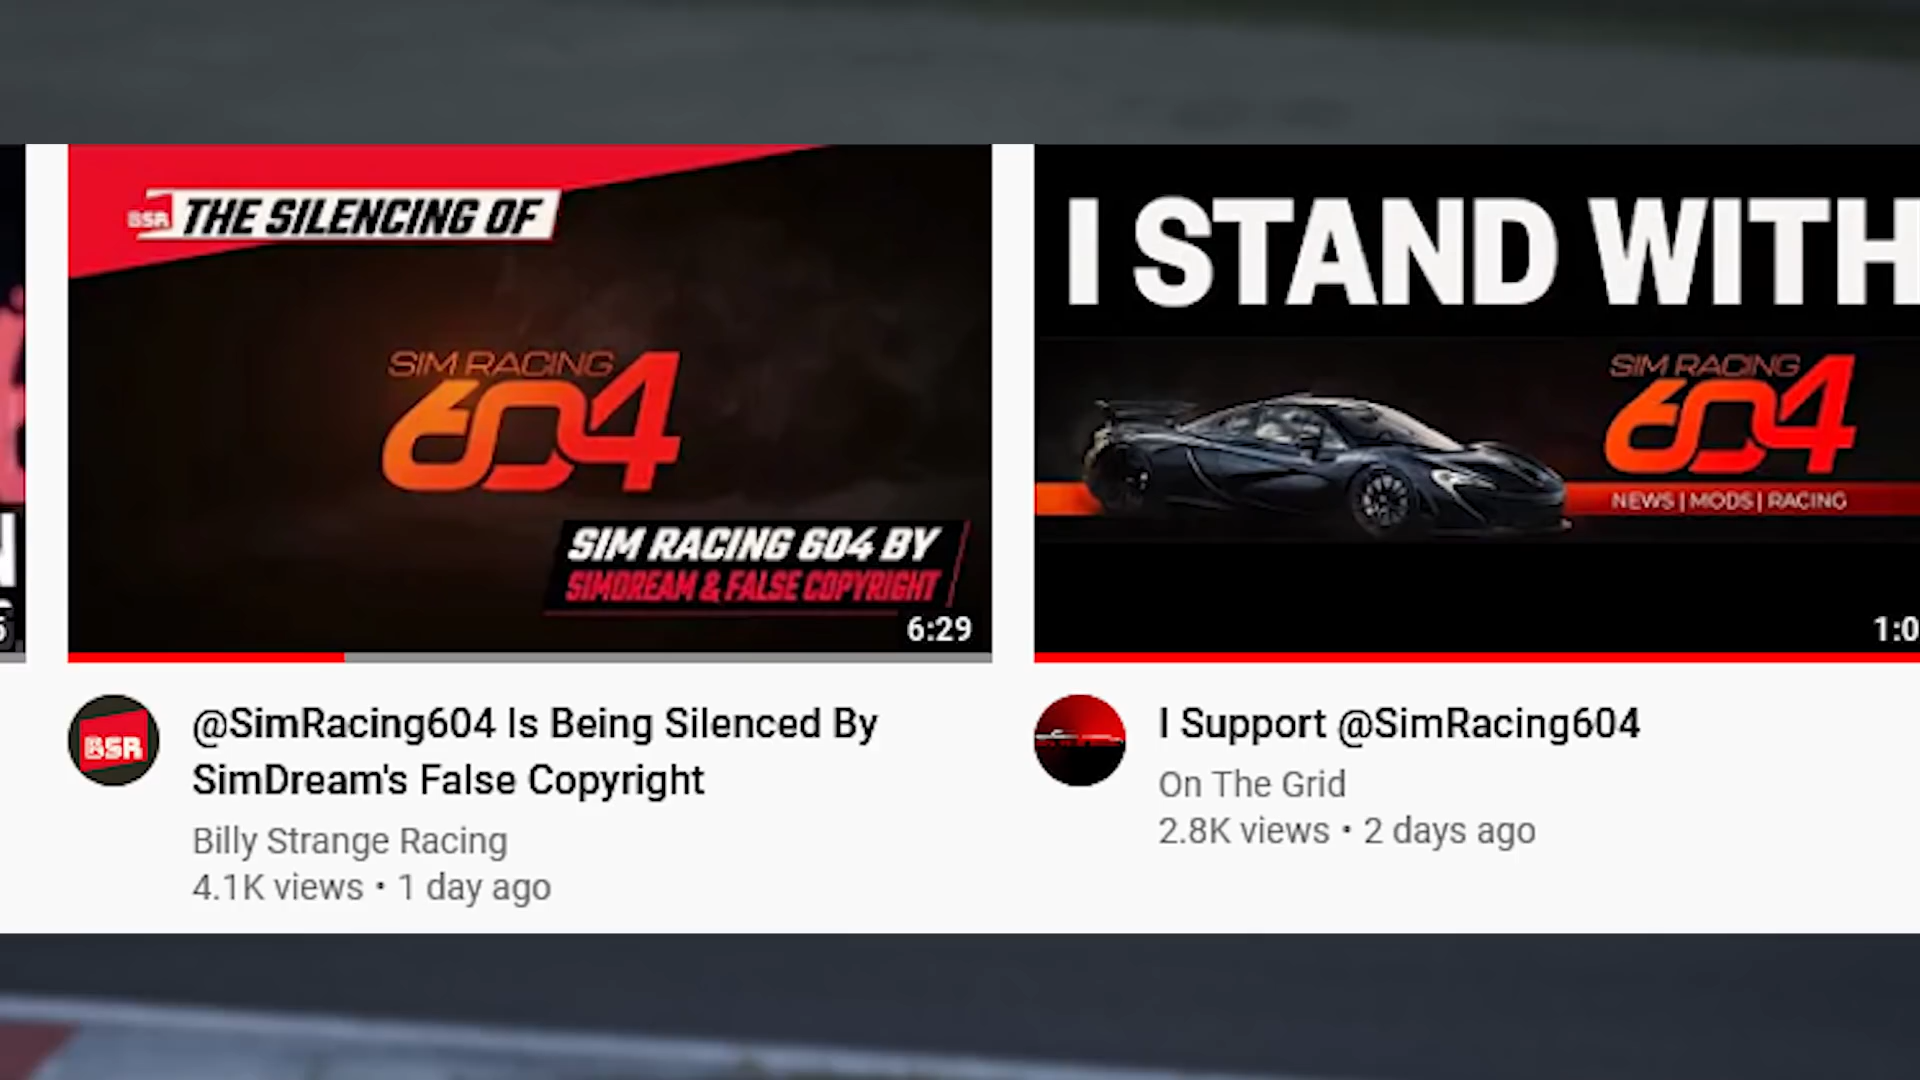 BSR THE SILENCING OF
SIM RACING
604
SIM RACING 604 BY
SIMDREAM & FALSE COPYRIGHT
6:29
BSR
@SimRacing604 Is Being Silenced By
SimDream's False Copyright
Billy Strange Racing
4.1K views • 1 day ago
I STAND WITH
SIM RACING
604
NEWS | MODS | RACING
1:0
I Support @SimRacing604
On The Grid
2.8K views • 2 days ago